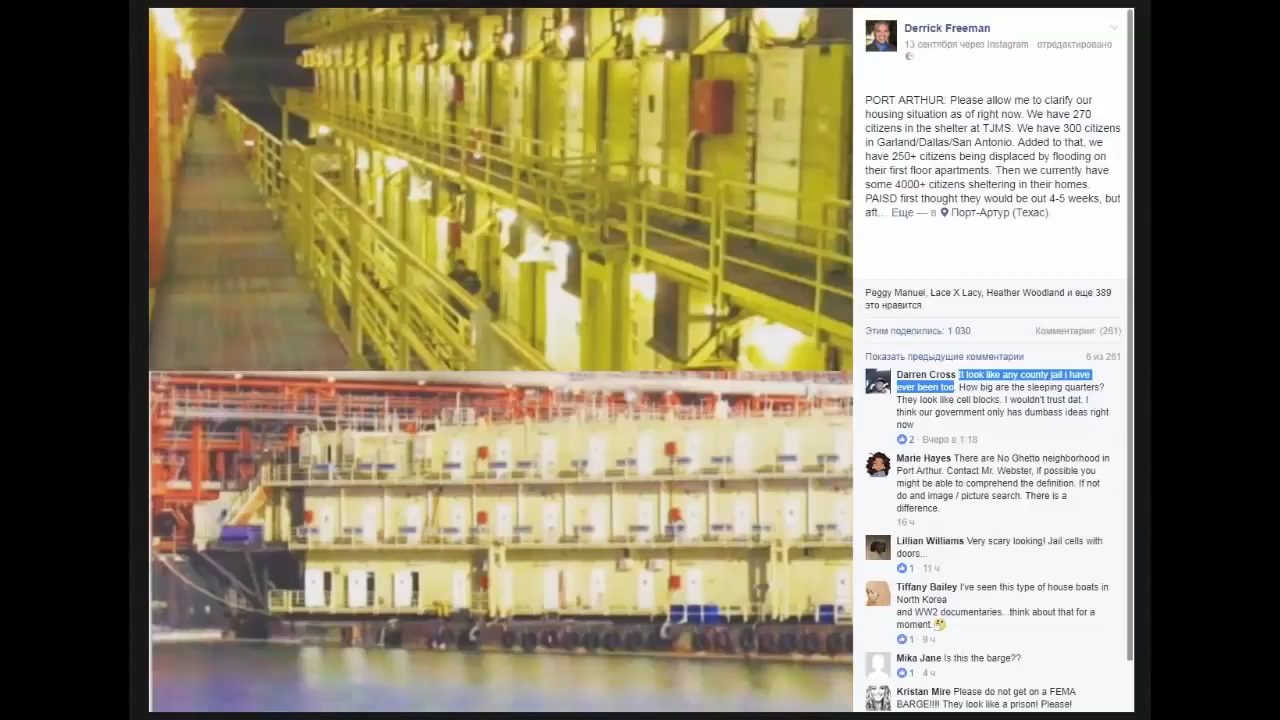 Derrick Freeman
13 сентября через Instagram · отредактировано
PORT ARTHUR: Please allow me to clarify our
housing situation as of right now. We have 270
citizens in the shelter at TJMS. We have 300 citizens
in Garland/Dallas/San Antonio. Added to that, we
have 250+ citizens being displaced by flooding on
their first floor apartments. Then we currently have
some 4000+ citizens sheltering in their homes.
PAISD first thought they would be out 4-5 weeks, but
aft... Еще — в Порт-Артур (Техас).
Peggy Manuel, Lace X Lacy, Heather Woodland и еще 389
это нравится.
Этим поделились: 1 030 Комментарии: (261)
Показать предыдущие комментарии 6 из 261
Darren Cross It look like any county jail i have
ever been too. How big are the sleeping quarters?
They look like cell blocks. I wouldn't trust dat. I
think our government only has dumbass ideas right
now
2 · Вчера в 1:18
Marie Hayes There are No Ghetto neighborhood in
Port Arthur. Contact Mr. Webster, if possible you
might be able to comprehend the definition. If not
do and image / picture search. There is a
difference.
16 ч
Lillian Williams Very scary looking! Jail cells with
doors...
1 · 11 ч
Tiffany Bailey I've seen this type of house boats in
North Korea
and WW2 documentaries...think about that for a
moment.
1 · 9 ч
Mika Jane Is this the barge??
1 · 4 ч
Kristan Mire Please do not get on a FEMA
BARGE!!!! They look like a prison! Please!